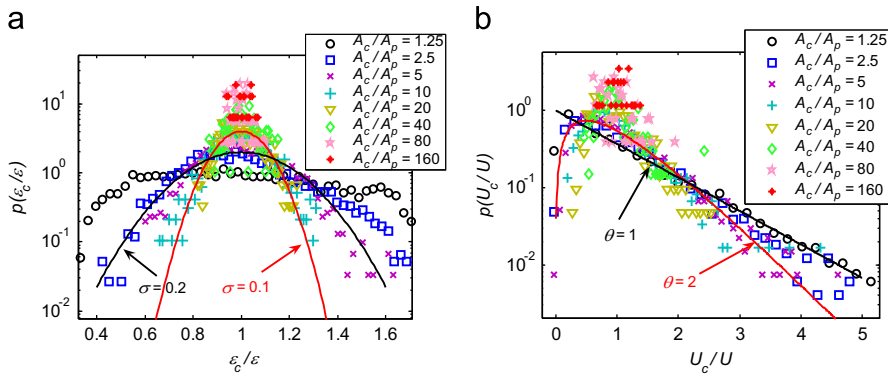 a
A_c/A_p = 1.25
A_c/A_p = 2.5
A_c/A_p = 5
A_c/A_p = 10
A_c/A_p = 20
A_c/A_p = 40
A_c/A_p = 80
A_c/A_p = 160
p(ε_c/ε)
10^1
10^0
10^-1
10^-2
σ=0.2
σ=0.1
0.4 0.6 0.8 1.0 1.2 1.4 1.6
ε_c/ε
b
A_c/A_p = 1.25
A_c/A_p = 2.5
A_c/A_p = 5
A_c/A_p = 10
A_c/A_p = 20
A_c/A_p = 40
A_c/A_p = 80
A_c/A_p = 160
p(U_c/U)
10^0
10^-1
10^-2
θ=1
θ=2
0 1 2 3 4 5
U_c/U